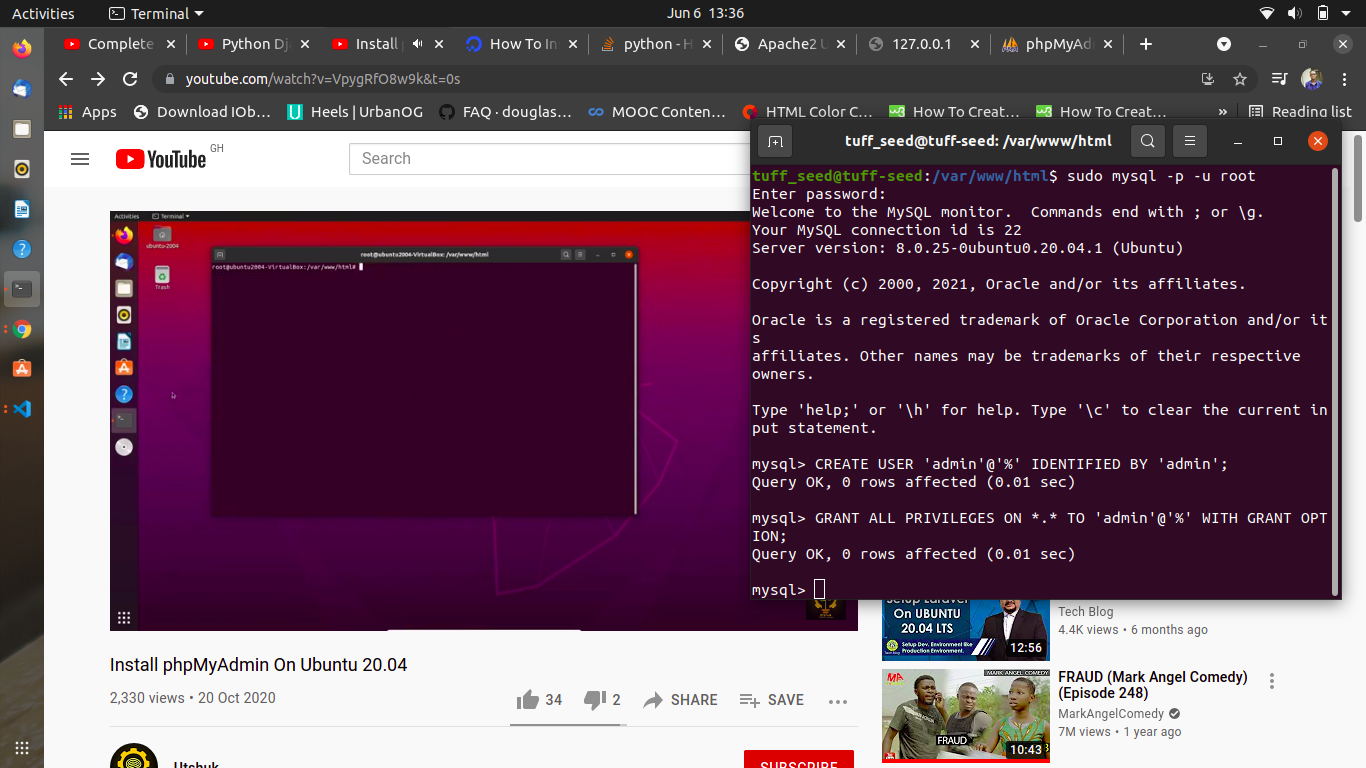 Activities Terminal Jun 6 13:36
Complete Python Dj Install How To In python - H Apache2 U 127.0.0.1 phpMyAd
youtube.com/watch?v=VpygRfO8w9k&t=0s
Apps Download IOb… Heels | UrbanOG FAQ · douglas… MOOC Conten… HTML Color C… How To Creat… How To Creat… » Reading list
YouTube GH
Search
Activities Terminal
ubuntu-2004
Trash
root@ubuntu2004-VirtualBox: /var/www/html
root@ubuntu2004-VirtualBox:/var/www/html#
tuff_seed@tuff-seed: /var/www/html
tuff_seed@tuff-seed:/var/www/html$ sudo mysql -p -u root
Enter password:
Welcome to the MySQL monitor.  Commands end with ; or \g.
Your MySQL connection id is 22
Server version: 8.0.25-0ubuntu0.20.04.1 (Ubuntu)
Copyright (c) 2000, 2021, Oracle and/or its affiliates.
Oracle is a registered trademark of Oracle Corporation and/or it
s
affiliates. Other names may be trademarks of their respective
owners.
Type 'help;' or '\h' for help. Type '\c' to clear the current in
put statement.
mysql> CREATE USER 'admin'@'%' IDENTIFIED BY 'admin';
Query OK, 0 rows affected (0.01 sec)
mysql> GRANT ALL PRIVILEGES ON *.* TO 'admin'@'%' WITH GRANT OPT
ION;
Query OK, 0 rows affected (0.01 sec)
mysql>
Install phpMyAdmin On Ubuntu 20.04
2,330 views • 20 Oct 2020
34 2 SHARE SAVE
SUBSCRIBE
On UBUNTU
20.04 LTS
Setup Dev. Environment like
Production Environment.
12:56
Tech Blog
4.4K views • 6 months ago
MARK ANGEL COMEDY
MA
FRAUD
10:43
FRAUD (Mark Angel Comedy)
(Episode 248)
MarkAngelComedy
7M views • 1 year ago